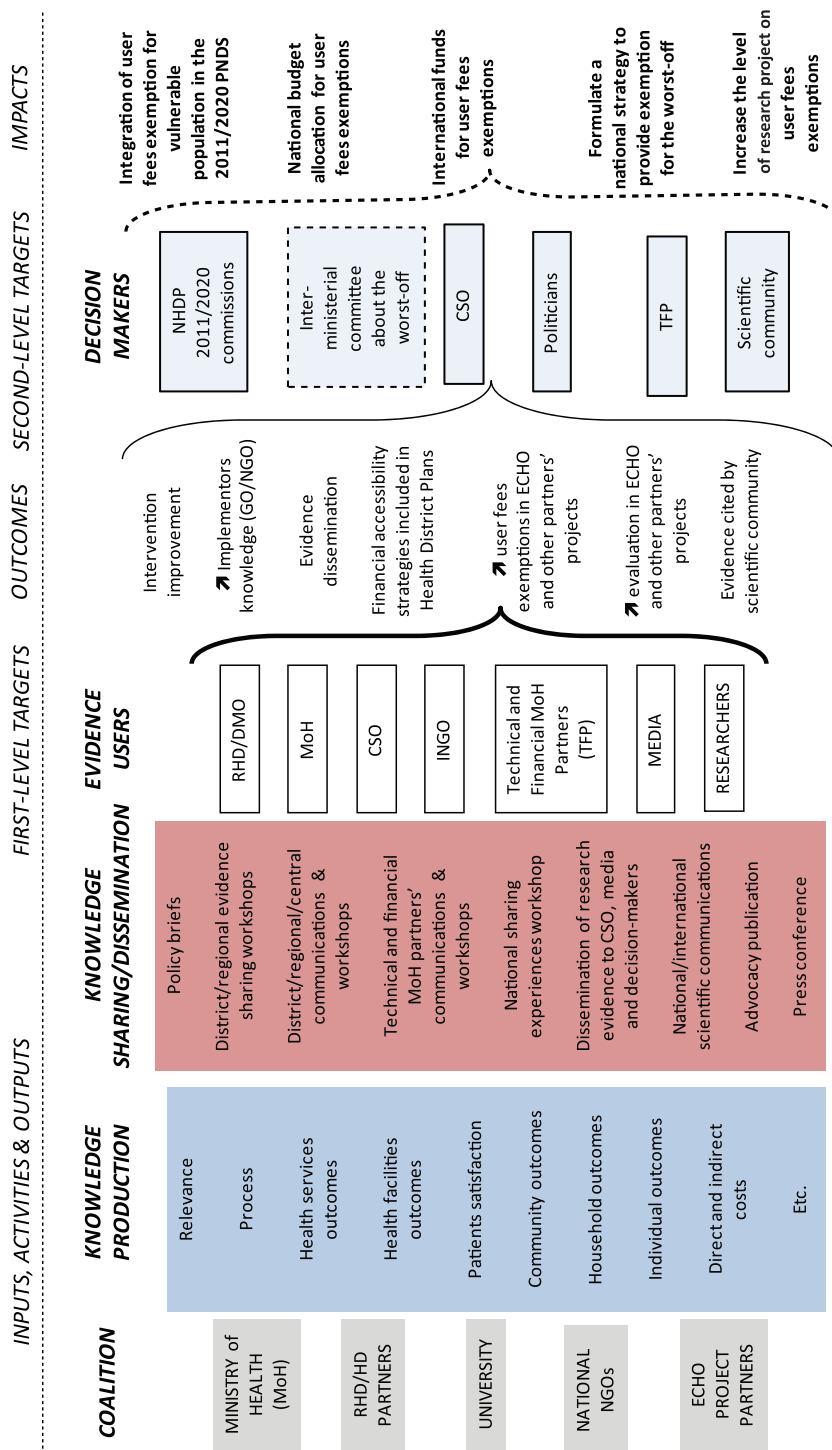 INPUTS, ACTIVITIES & OUTPUTS
FIRST-LEVEL TARGETS
OUTCOMES
SECOND-LEVEL TARGETS
IMPACTS
COALITION
MINISTRY of
HEALTH
(MoH)
RHD/HD
PARTNERS
UNIVERSITY
NATIONAL
NGOs
ECHO
PROJECT
PARTNERS
KNOWLEDGE
PRODUCTION
Relevance
Process
Health services
outcomes
Health facilities
outcomes
Patients satisfaction
Community outcomes
Household outcomes
Individual outcomes
Direct and indirect
costs
Etc.
KNOWLEDGE
SHARING/DISSEMINATION
Policy briefs
District/regional evidence
sharing workshops
District/regional/central
communications &
workshops
Technical and financial
MoH partners'
communications &
workshops
National sharing
experiences workshop
Dissemination of research
evidence to CSO, media
and decision-makers
National/international
scientific communications
Advocacy publication
Press conference
EVIDENCE
USERS
RHD/DMO
MoH
CSO
INGO
Technical and
Financial MoH
Partners
(TFP)
MEDIA
RESEARCHERS
Intervention
improvement
↗ Implementors
knowledge (GO/NGO)
Evidence
dissemination
Financial accessibility
strategies included in
Health District Plans
↗ user fees
exemptions in ECHO
and other partners'
projects
↗ evaluation in ECHO
and other partners'
projects
Evidence cited by
scientific community
DECISION
MAKERS
NHDP
2011/2020
commissions
Inter-
ministerial
committee
about the
worst-off
CSO
Politicians
TFP
Scientific
community
Integration of user
fees exemption for
vulnerable
population in the
2011/2020 PNDS
National budget
allocation for user
fees exemptions
International funds
for user fees
exemptions
Formulate a
national strategy to
provide exemption
for the worst-off
Increase the level
of research project on
user fees
exemptions